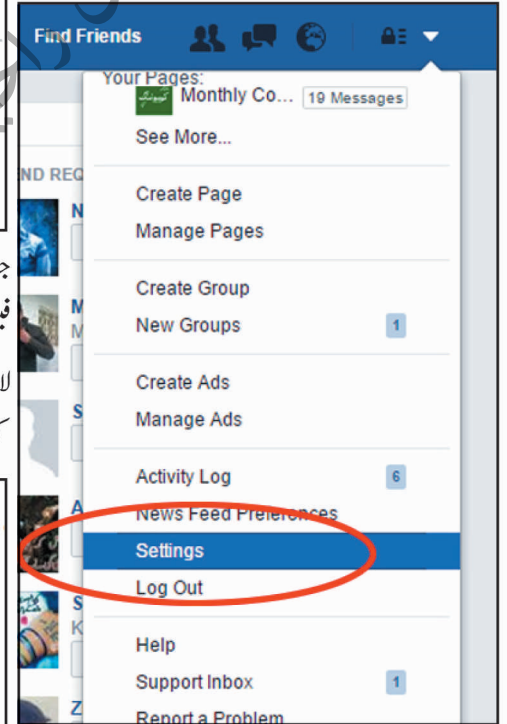 Find Friends
Your Pages:
Monthly Co... 19 Messages
See More...
ND REQ
Create Page
N
Manage Pages
Create Group
M
New Groups 1
M
Create Ads
S
Manage Ads
Activity Log 6
A
News Feed Preferences
Settings
Log Out
S
K
Help
Support Inbox 1
Z
Report a Problem